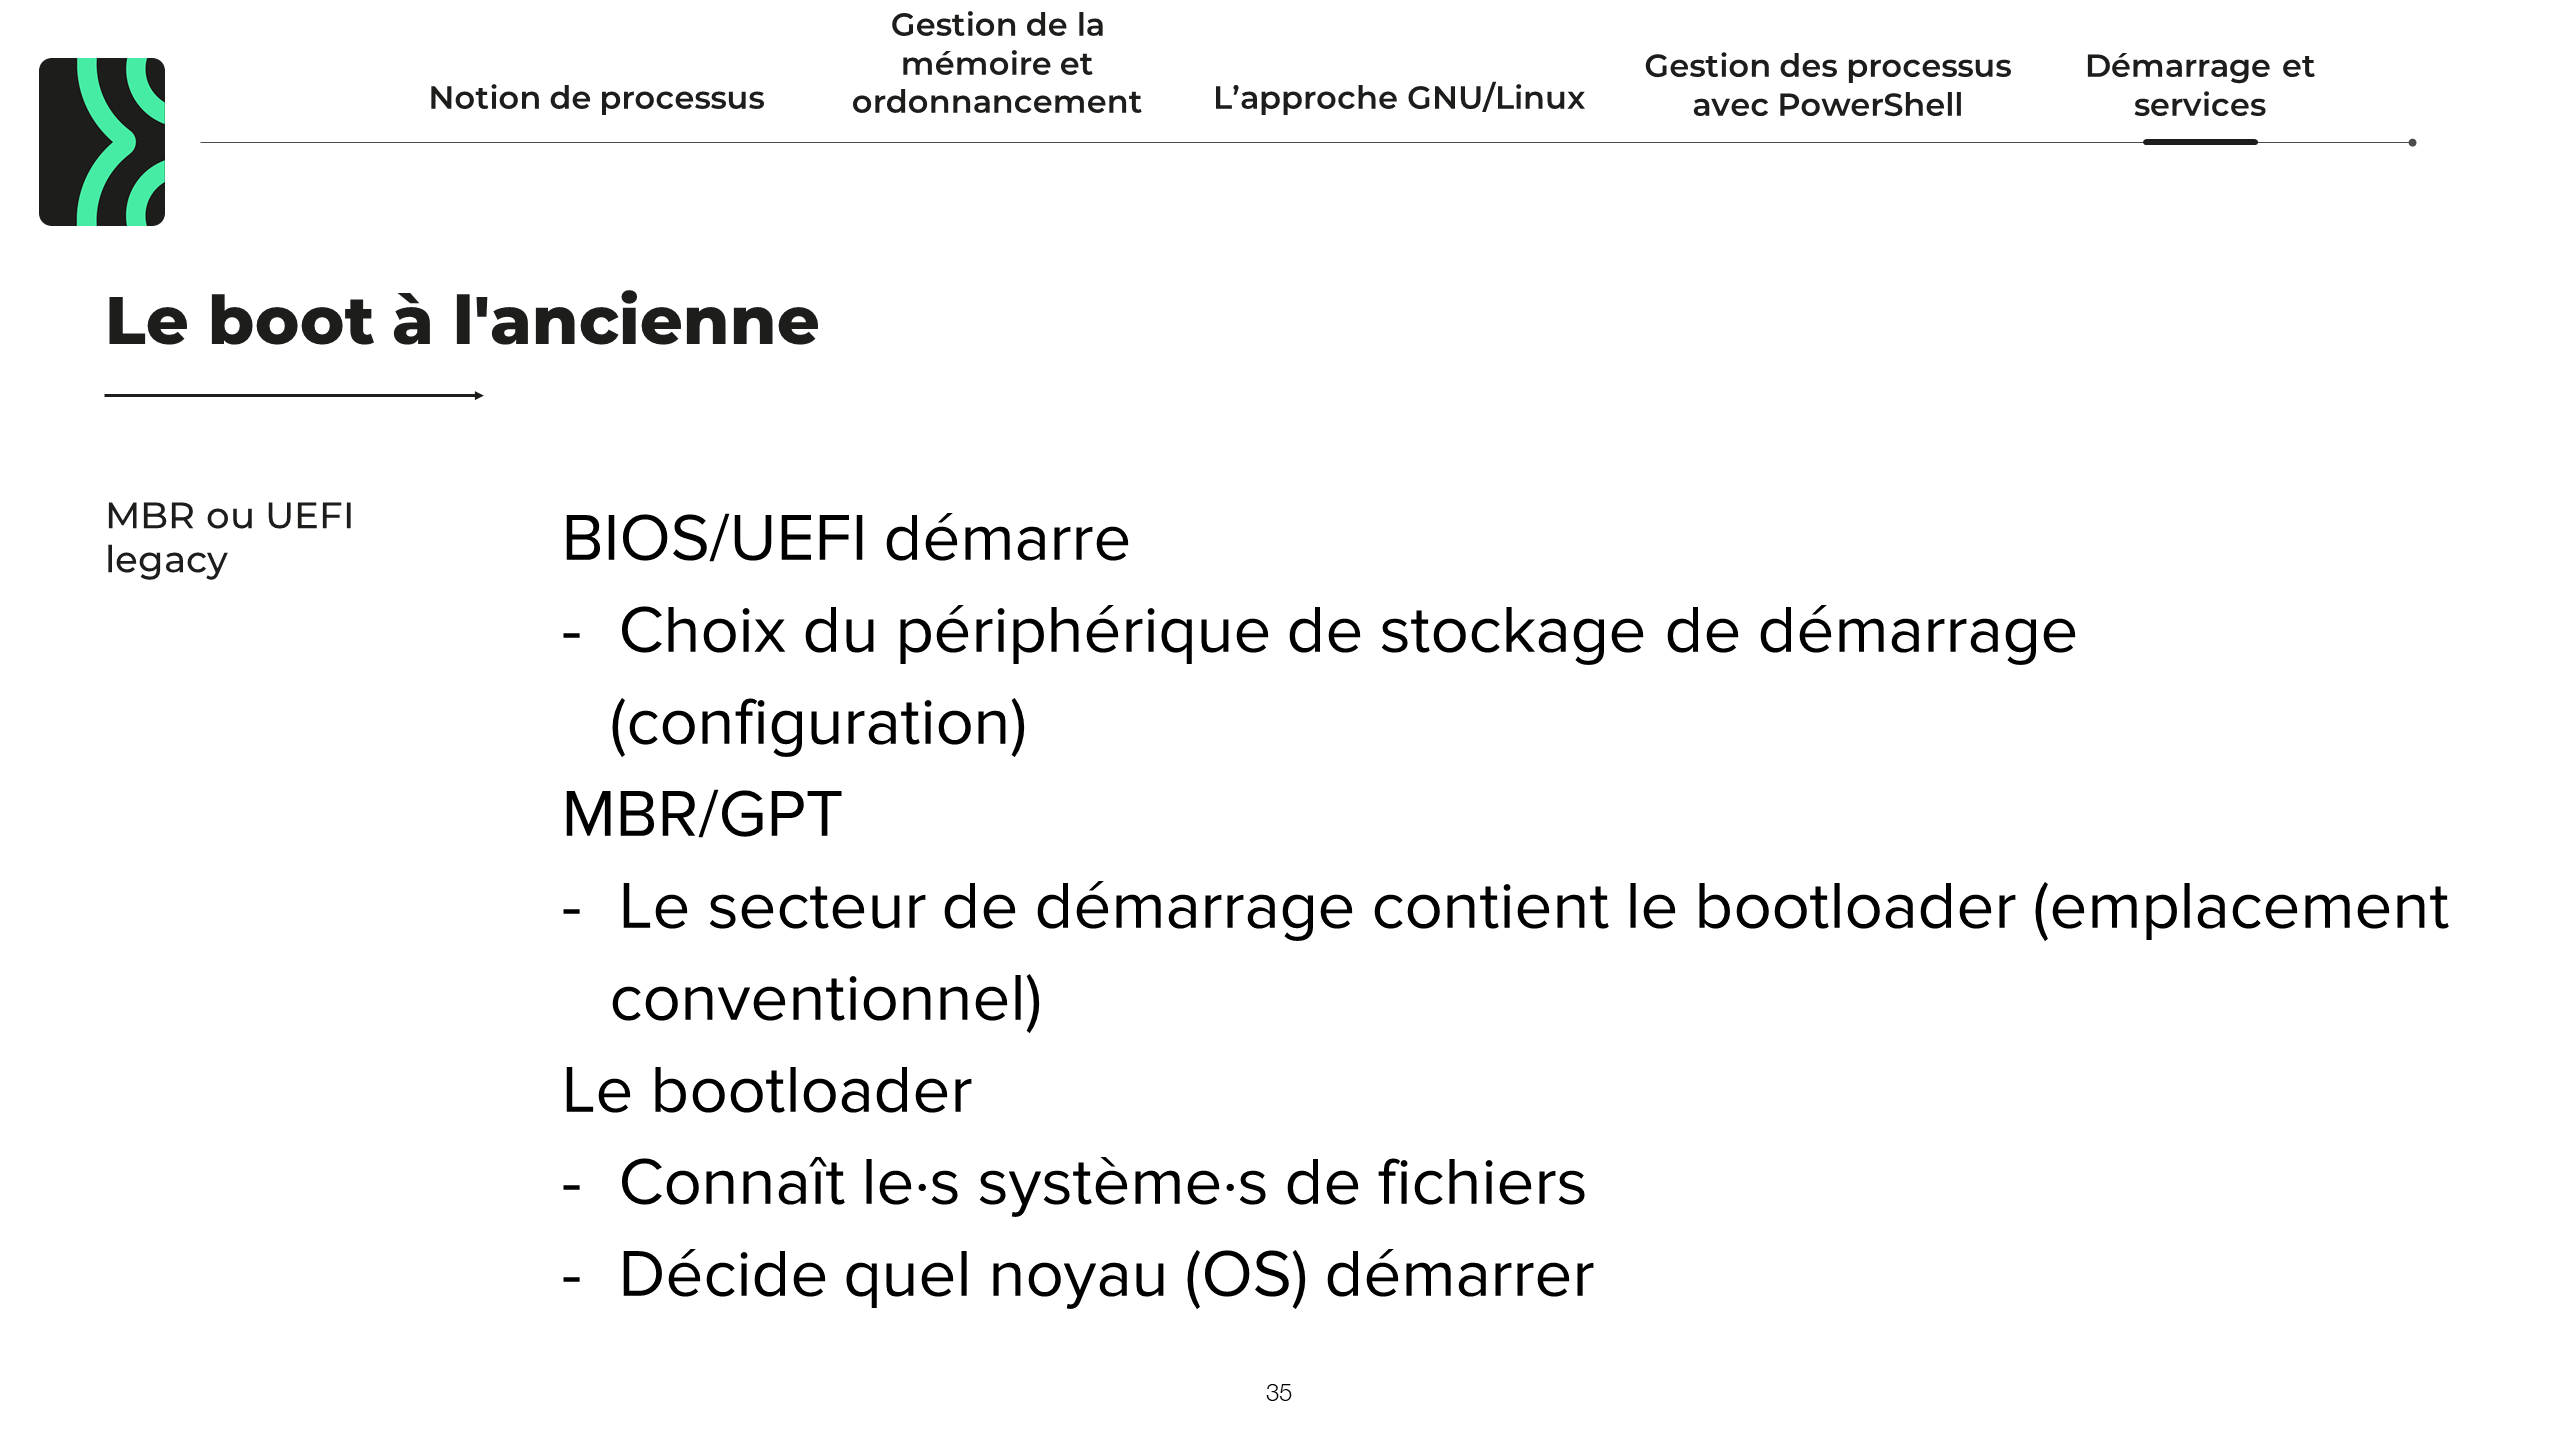 Notion de processus
Gestion de la
mémoire et
ordonnancement
L’approche GNU/Linux
Gestion des processus
avec PowerShell
Démarrage et
services
Le boot à l'ancienne
MBR ou UEFI
legacy
BIOS/UEFI démarre
- Choix du périphérique de stockage de démarrage
(configuration)
MBR/GPT
- Le secteur de démarrage contient le bootloader (emplacement
conventionnel)
Le bootloader
- Connaît le·s système·s de fichiers
- Décide quel noyau (OS) démarrer
35